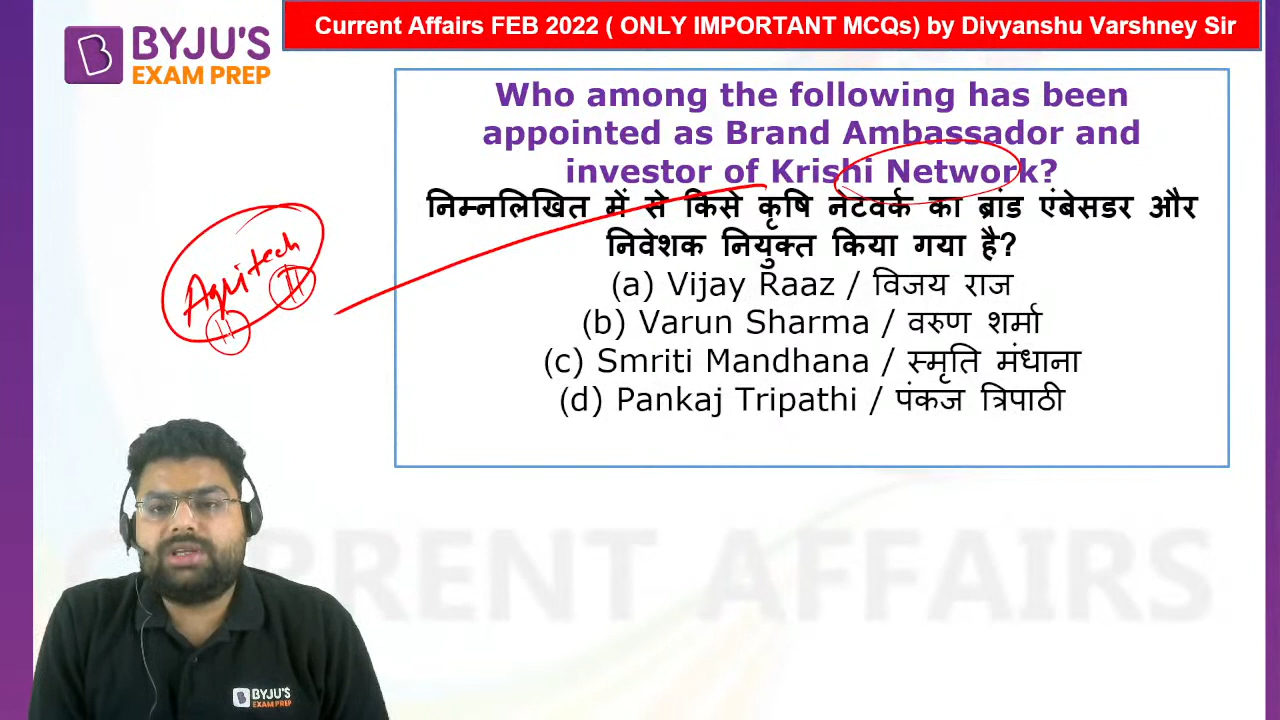 Current Affairs FEB 2022 ( ONLY IMPORTANT MCQs) by Divyanshu Varshney Sir
BYJU'S
EXAM PREP
Who among the following has been
appointed as Brand Ambassador and
investor of Krishi Network?
निम्नलिखित में से किसे कृषि नेटवर्क का ब्रांड एंबेसडर और
निवेशक नियुक्त किया गया है?
(a) Vijay Raaz / विजय राज
(b) Varun Sharma / वरुण शर्मा
(c) Smriti Mandhana / स्मृति मंधाना
(d) Pankaj Tripathi / पंकज त्रिपाठी
Agritech
CURRENT AFFAIRS
BYJU'S
EXAM PREP